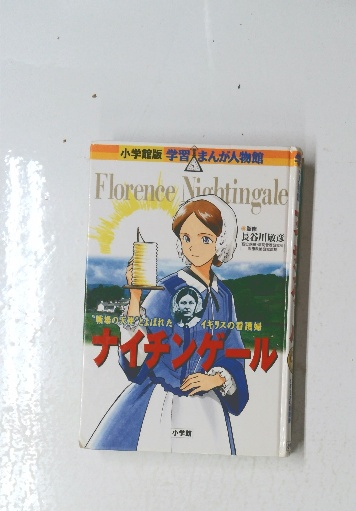 小学館版 学習まんが人物館
Florence Nightingale
監修
長谷川敏彦
"戦場の天使"とよばれた イギリスの看護婦
ナイチンゲール
小学館